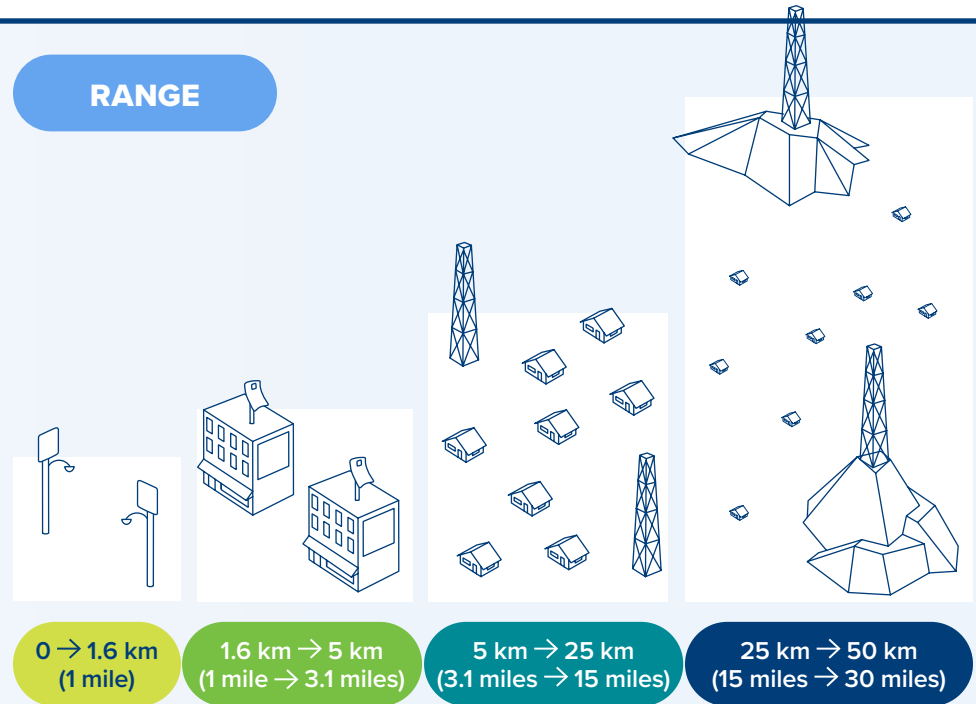 RANGE
0 → 1.6 km
(1 mile)
1.6 km → 5 km
(1 mile → 3.1 miles)
5 km → 25 km
(3.1 miles → 15 miles)
25 km → 50 km
(15 miles → 30 miles)